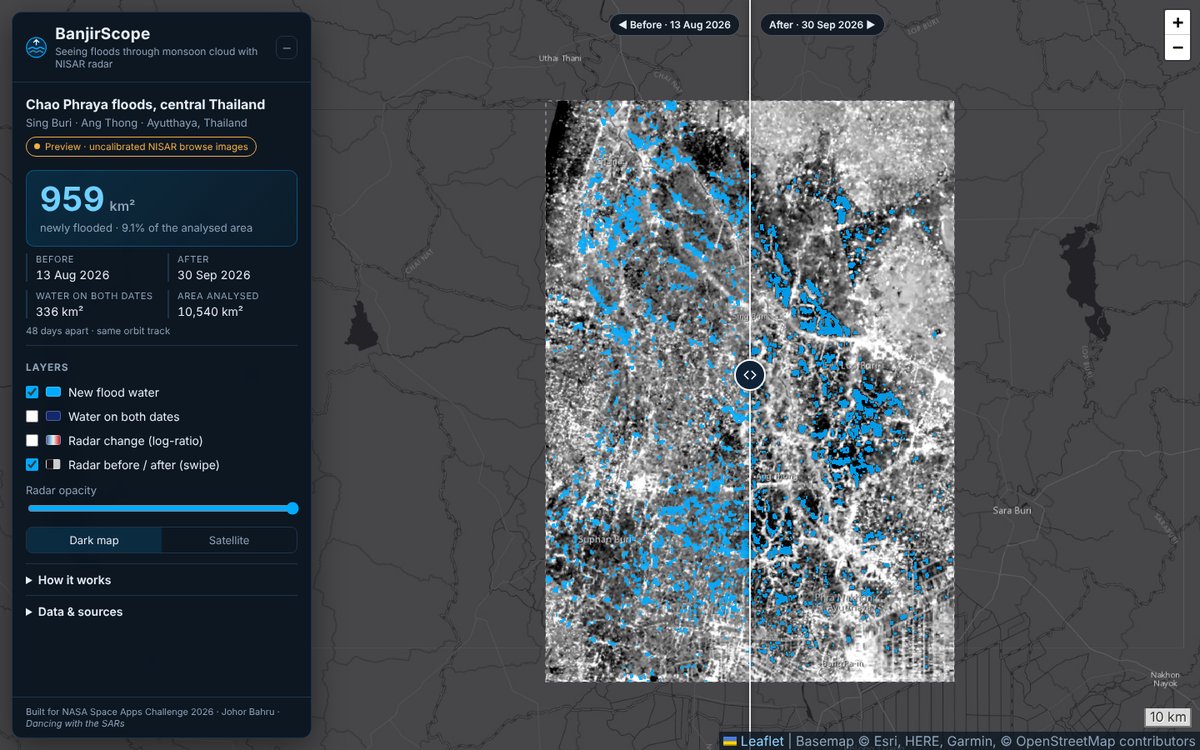 BanjirScope
Seeing floods through monsoon cloud with
NISAR radar
−
Chao Phraya floods, central Thailand
Sing Buri · Ang Thong · Ayutthaya, Thailand
Preview · uncalibrated NISAR browse images
959 km²
newly flooded · 9.1% of the analysed area
BEFORE
13 Aug 2026
AFTER
30 Sep 2026
WATER ON BOTH DATES
336 km²
AREA ANALYSED
10,540 km²
48 days apart · same orbit track
LAYERS
New flood water
Water on both dates
Radar change (log-ratio)
Radar before / after (swipe)
Radar opacity
Dark map
Satellite
How it works
Data & sources
Built for NASA Space Apps Challenge 2026 · Johor Bahru ·
Dancing with the SARs
◀ Before · 13 Aug 2026
After · 30 Sep 2026 ▶
+
−
Uthai Thani
CHAI NAT
LOP BURI
Suphan Buri
Ang Thong
Sara Buri
Nakhon
Nayok
10 km
Leaflet | Basemap © Esri, HERE, Garmin, © OpenStreetMap contributors